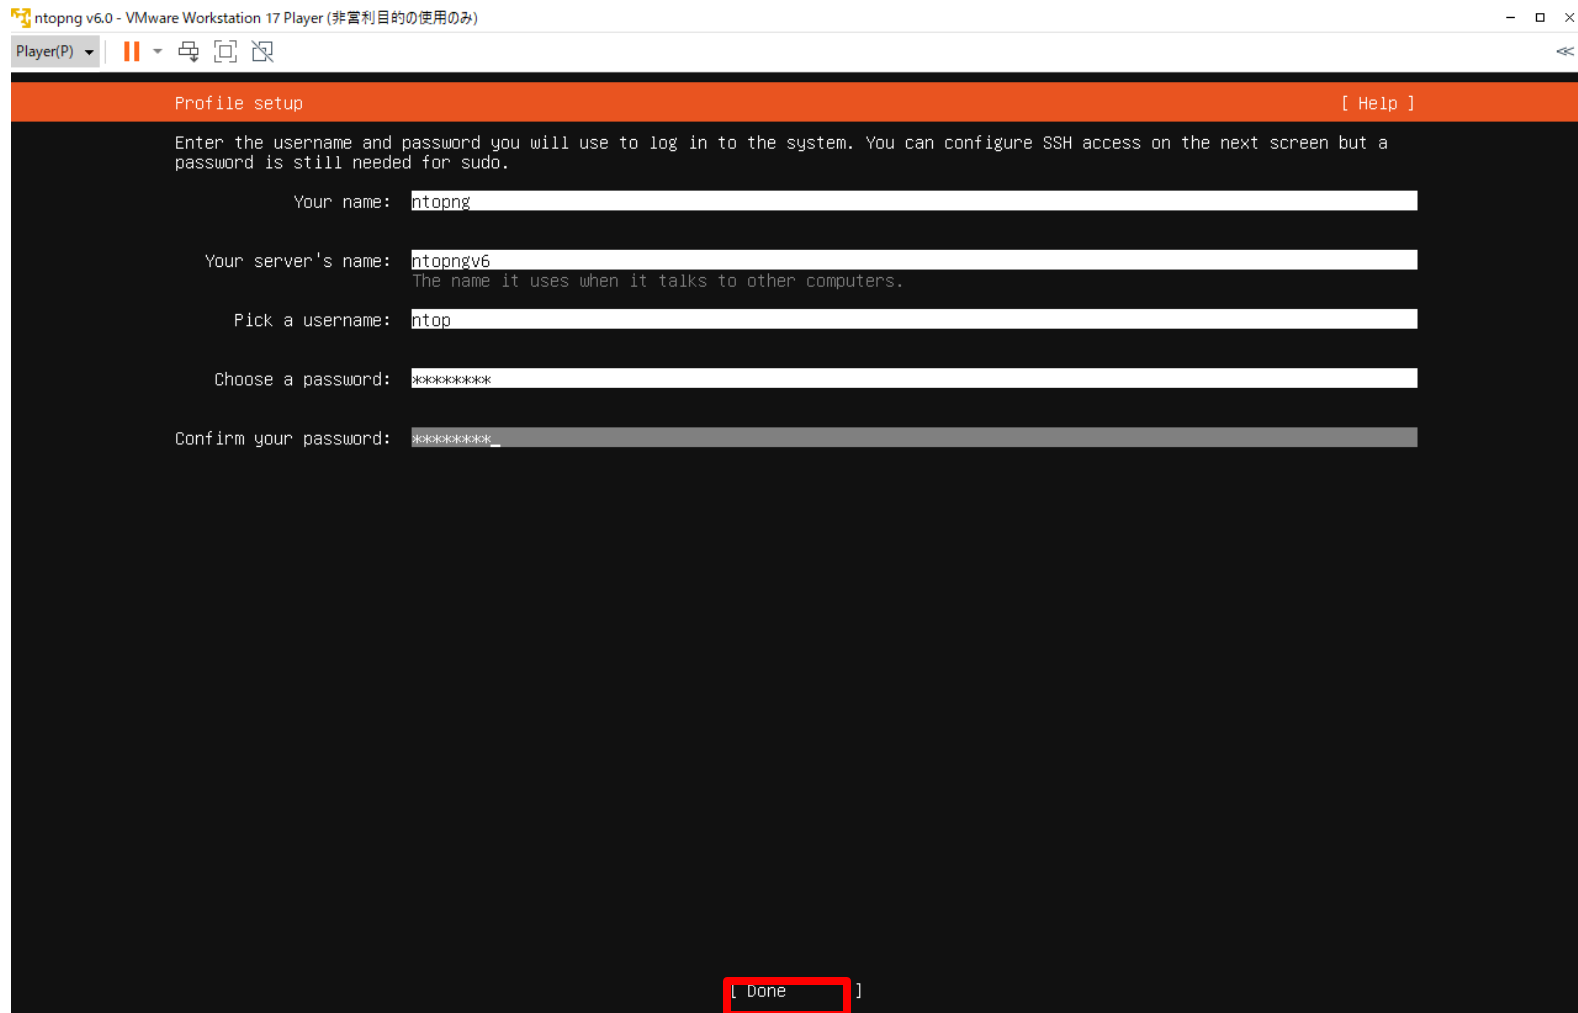 ntopng v6.0 - VMware Workstation 17 Player (非営利目的の使用のみ)
Player(P)
Profile setup [ Help ]
Enter the username and password you will use to log in to the system. You can configure SSH access on the next screen but a
password is still needed for sudo.
Your name: ntopng
Your server's name: ntopngv6
The name it uses when it talks to other computers.
Pick a username: ntop
Choose a password: ********
Confirm your password: ********_
[ Done ]